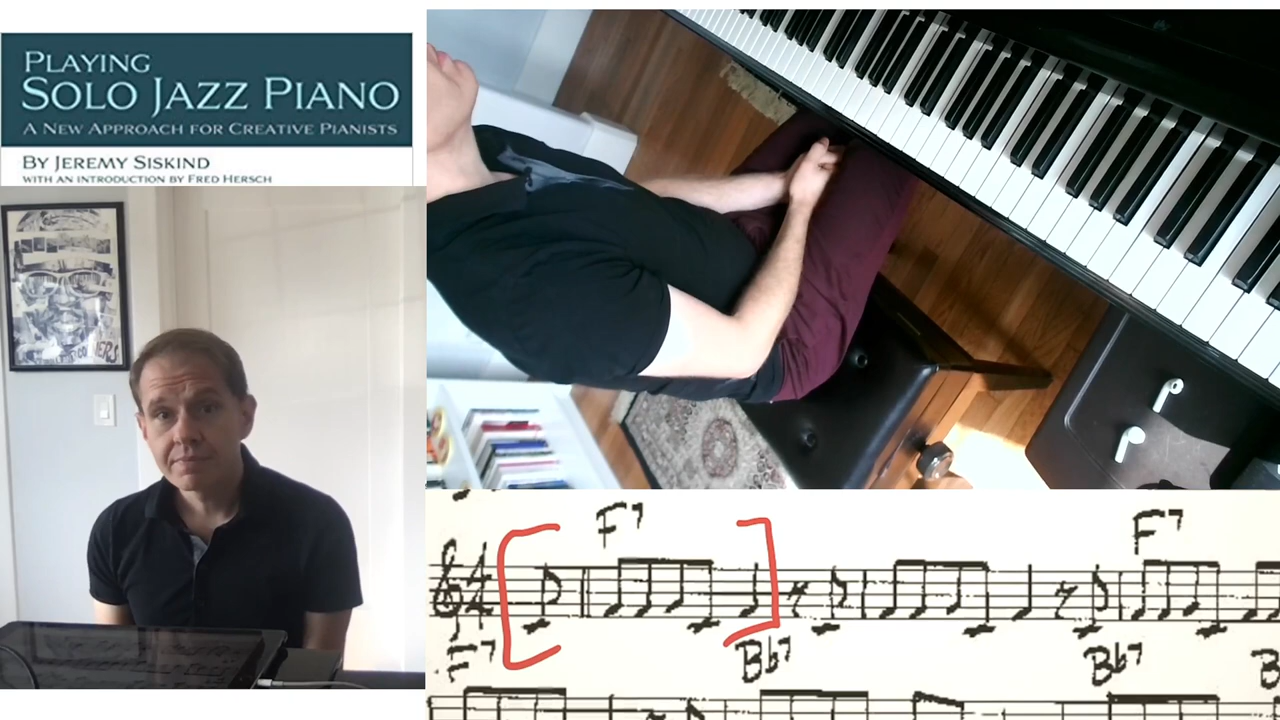 PLAYING
SOLO JAZZ PIANO
A NEW APPROACH FOR CREATIVE PIANISTS
BY JEREMY SISKIND
WITH AN INTRODUCTION BY FRED HERSCH
F7 F7
F7 Bb7 Bb7 B